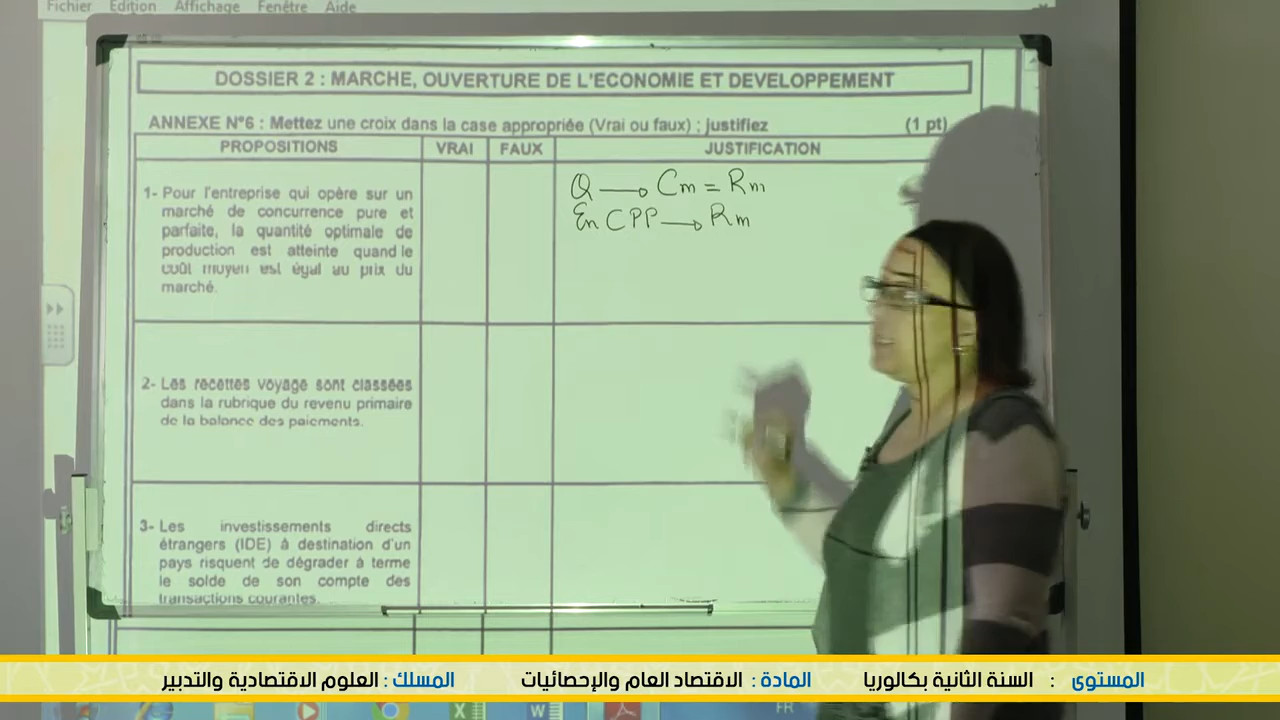 Fichier Edition Affichage Fenêtre Aide
DOSSIER 2 : MARCHE, OUVERTURE DE L'ECONOMIE ET DEVELOPPEMENT
ANNEXE N°6 : Mettez une croix dans la case appropriée (Vrai ou faux) ; justifiez (1 pt)
PROPOSITIONS VRAI FAUX JUSTIFICATION
1- Pour l'entreprise qui opère sur un
marché de concurrence pure et
parfaite, la quantité optimale de
production est atteinte quand le
coût moyen est égal au prix du
marché.
Q → Cm = Rm
En CPP → Rm
2- Les recettes voyage sont classées
dans la rubrique du revenu primaire
de la balance des paiements.
3- Les investissements directs
étrangers (IDE) à destination d'un
pays risquent de dégrader à terme
le solde de son compte des
transactions courantes.
المستوى : السنة الثانية بكالوريا المادة : الاقتصاد العام والإحصائيات المسلك : العلوم الاقتصادية والتدبير
FR